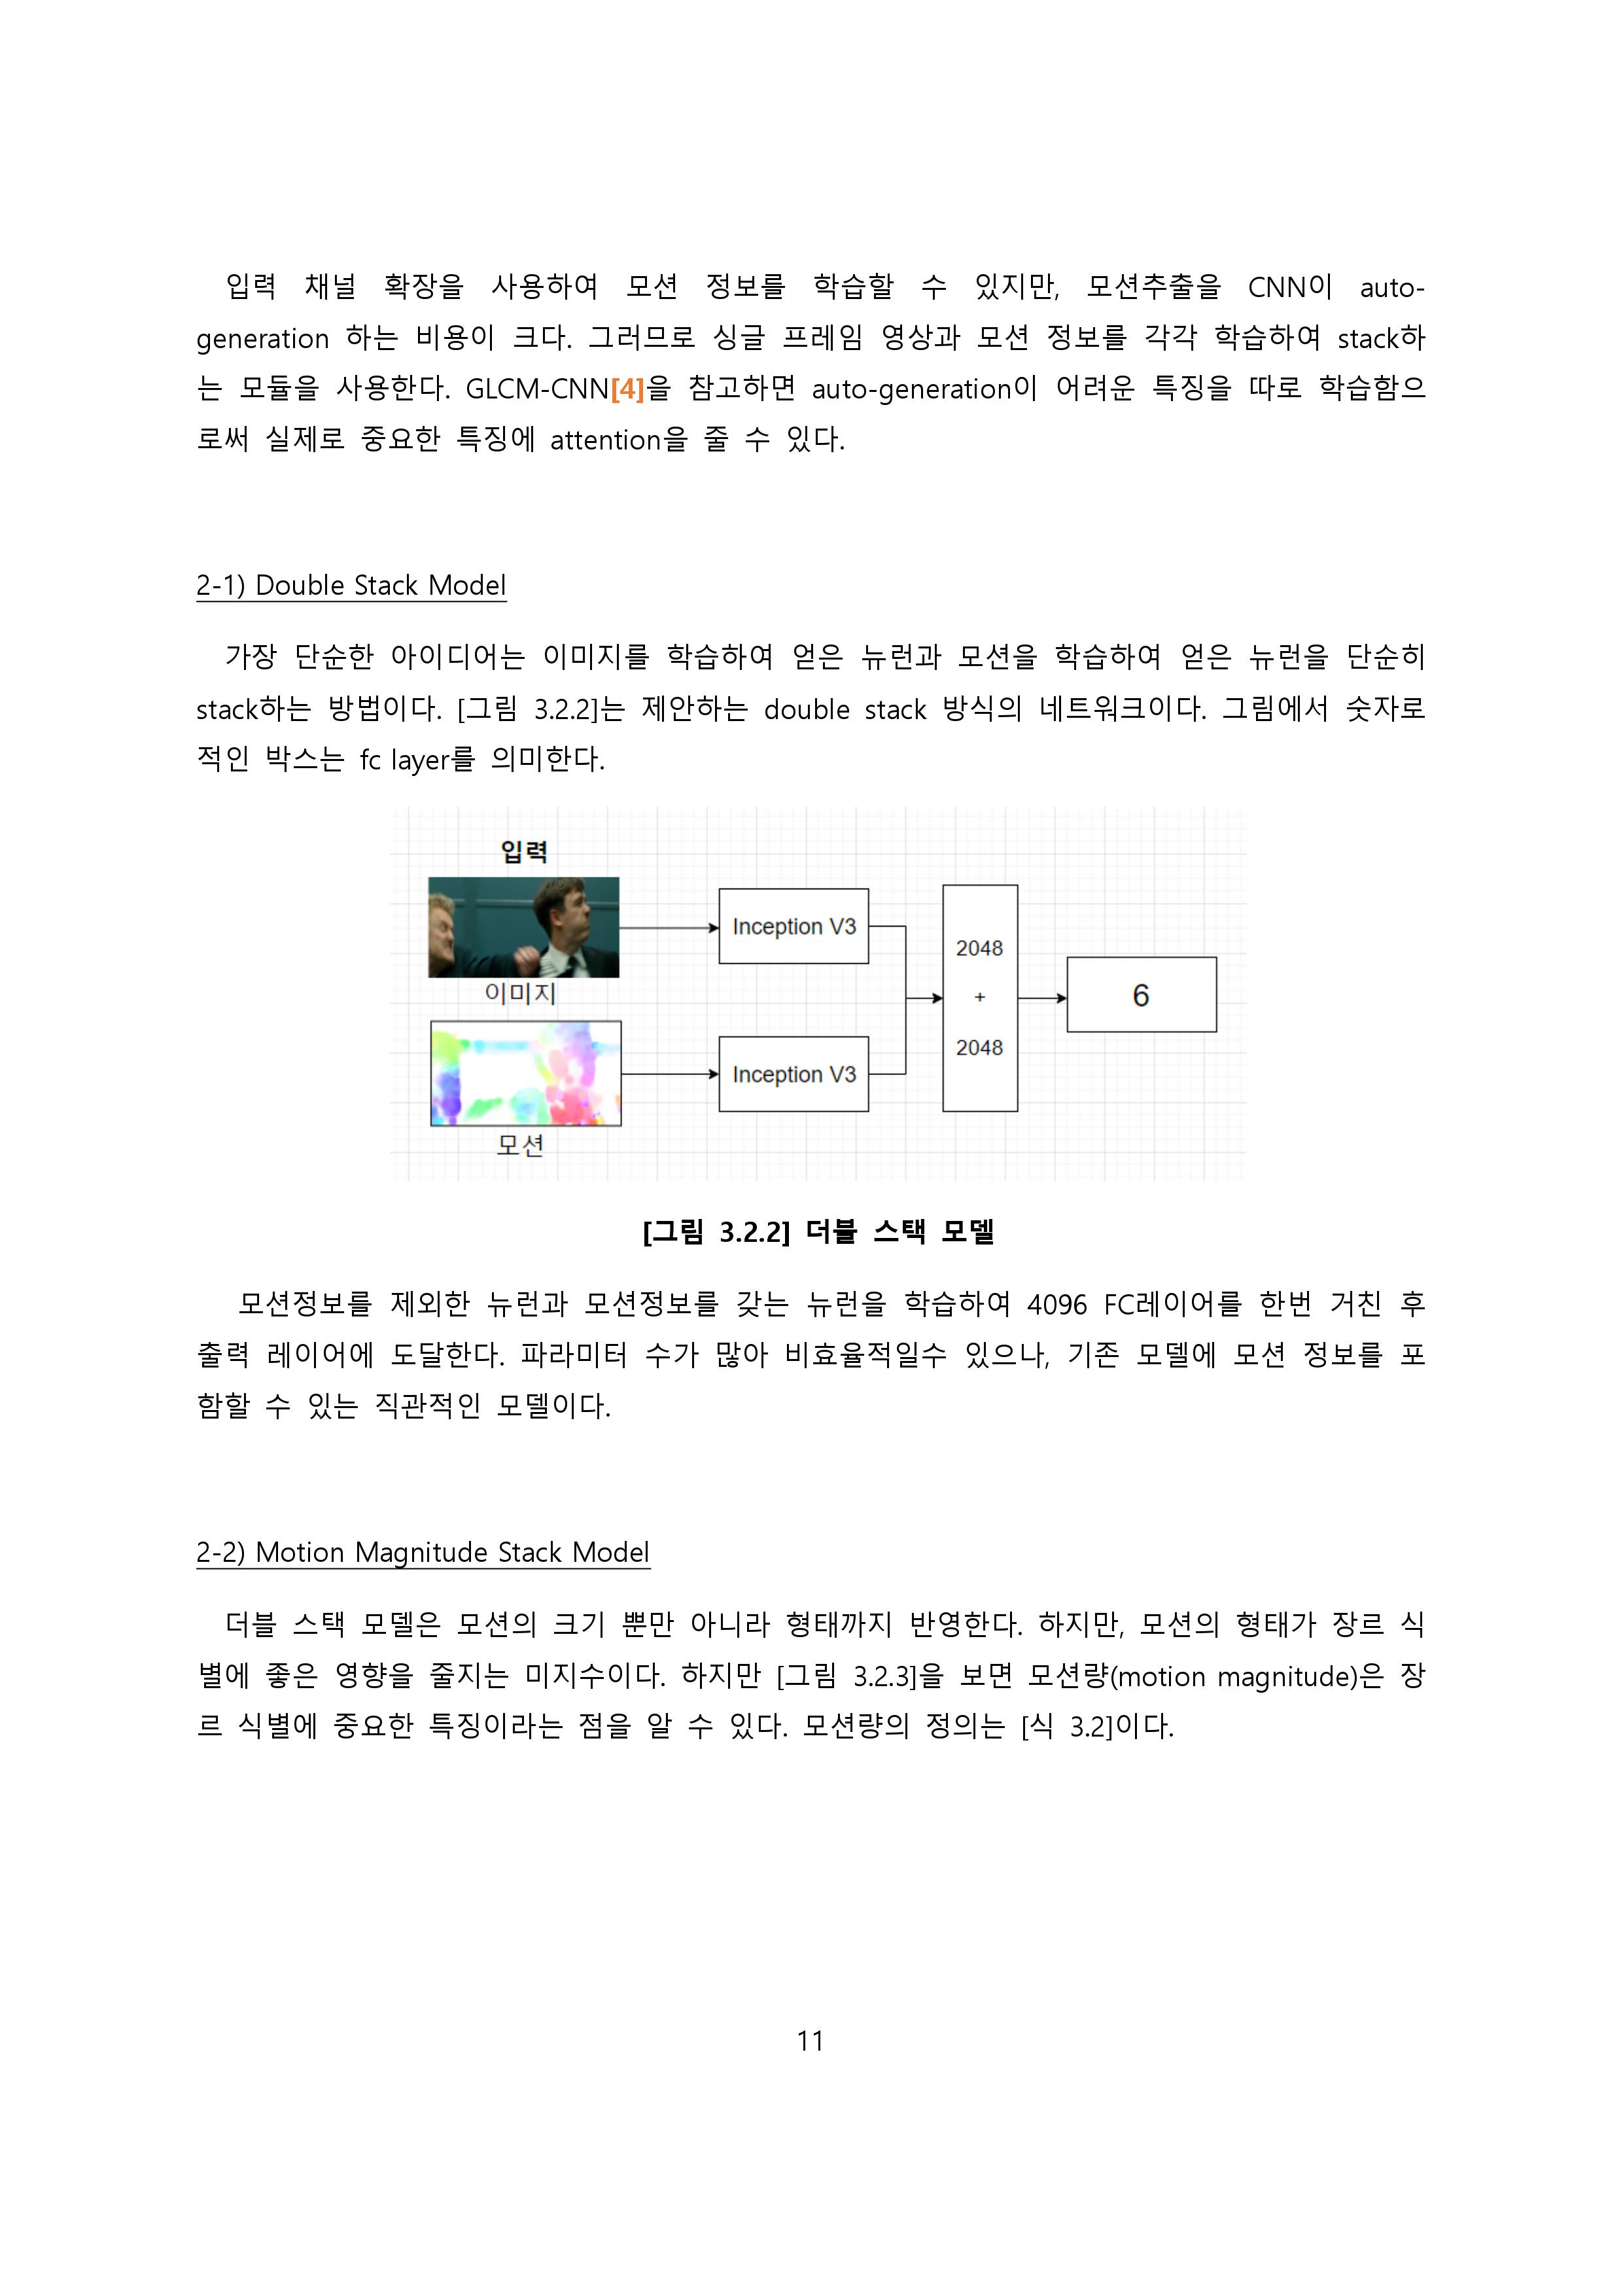 입력 채널 확장을 사용하여 모션 정보를 학습할 수 있지만, 모션추출을 CNN이 auto-
generation 하는 비용이 크다. 그러므로 싱글 프레임 영상과 모션 정보를 각각 학습하여 stack하
는 모듈을 사용한다. GLCM-CNN[4]을 참고하면 auto-generation이 어려운 특징을 따로 학습함으
로써 실제로 중요한 특징에 attention을 줄 수 있다.
2-1) Double Stack Model
가장 단순한 아이디어는 이미지를 학습하여 얻은 뉴런과 모션을 학습하여 얻은 뉴런을 단순히
stack하는 방법이다. [그림 3.2.2]는 제안하는 double stack 방식의 네트워크이다. 그림에서 숫자로
적인 박스는 fc layer를 의미한다.
입력
이미지
모션
Inception V3
Inception V3
2048
+
2048
6
[그림 3.2.2] 더블 스택 모델
모션정보를 제외한 뉴런과 모션정보를 갖는 뉴런을 학습하여 4096 FC레이어를 한번 거친 후
출력 레이어에 도달한다. 파라미터 수가 많아 비효율적일수 있으나, 기존 모델에 모션 정보를 포
함할 수 있는 직관적인 모델이다.
2-2) Motion Magnitude Stack Model
더블 스택 모델은 모션의 크기 뿐만 아니라 형태까지 반영한다. 하지만, 모션의 형태가 장르 식
별에 좋은 영향을 줄지는 미지수이다. 하지만 [그림 3.2.3]을 보면 모션량(motion magnitude)은 장
르 식별에 중요한 특징이라는 점을 알 수 있다. 모션량의 정의는 [식 3.2]이다.
11